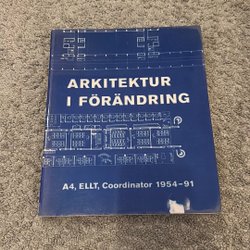 ARKITEKTUR
I FÖRÄNDRING
A4, ELLT, Coordinator 1954-91